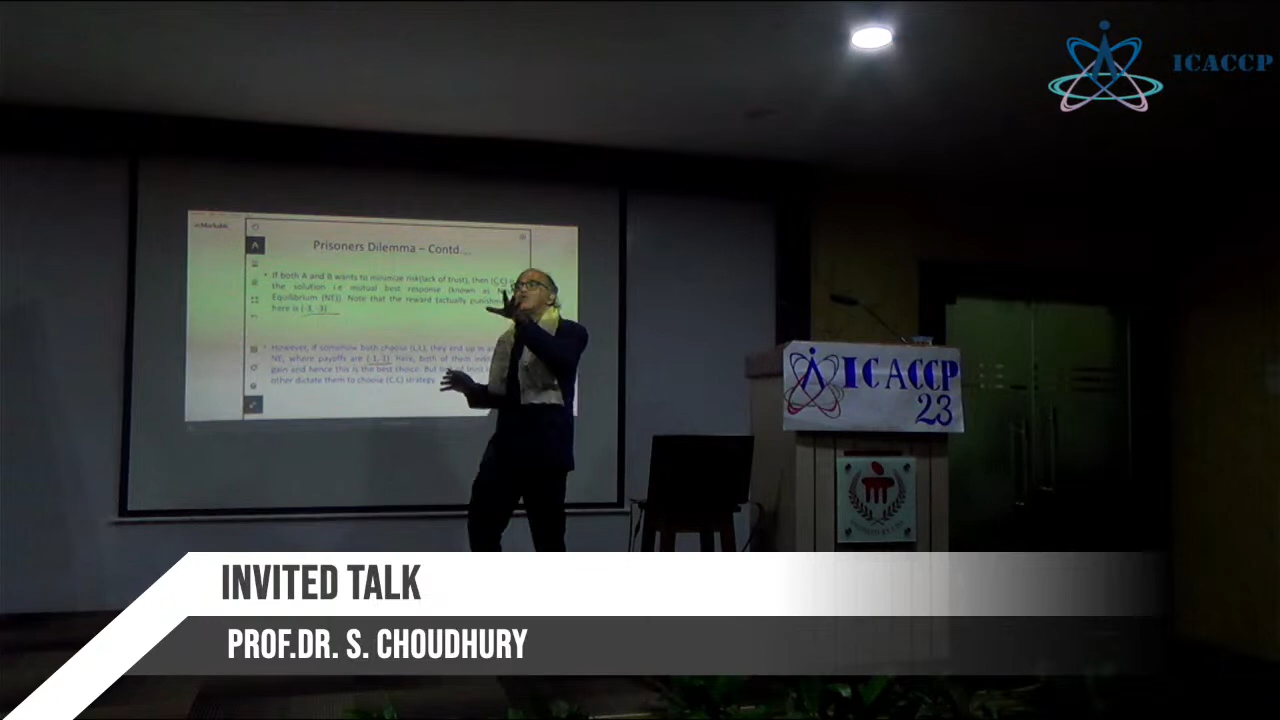 ICACCP
Prisoners Dilemma – Contd...
• If both A and B wants to minimize risk(lack of trust), then (C,C)
the solution i.e mutual best response (known as
Equilibrium (NE)). Note that the reward (actually
here is (-3, -3)
• However, if somehow both choose they end up in
NE, where payoffs are (-1,-1). Here, both of them
gain and hence this is the best choice. But of trust
other dictate them to choose (C,C) strategy.
ICACCP
23
INVITED TALK
PROF.DR. S. CHOUDHURY